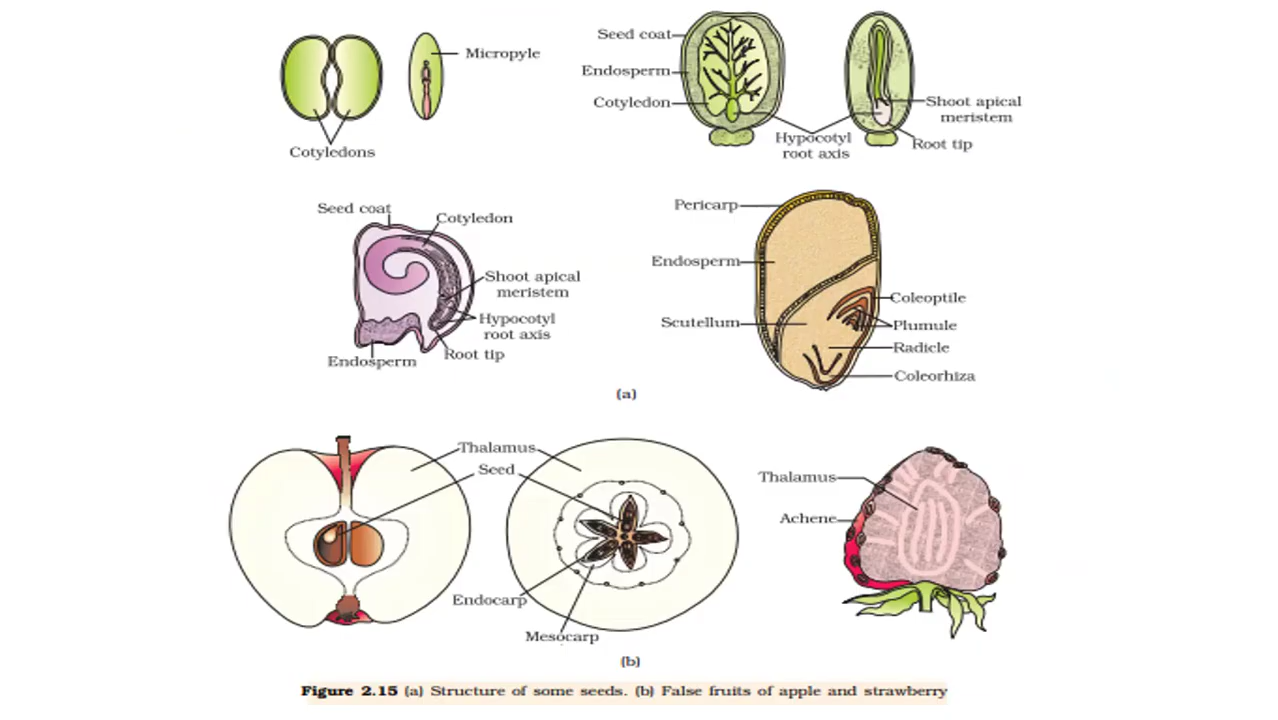 Micropyle
Cotyledons
Seed coat
Endosperm
Cotyledon
Hypocotyl
root axis
Shoot apical
meristem
Root tip
Seed coat
Cotyledon
Shoot apical
meristem
Hypocotyl
root axis
Root tip
Endosperm
Pericarp
Endosperm
Scutellum
Coleoptile
Plumule
Radicle
Coleorhiza
(a)
Thalamus
Seed
Endocarp
Mesocarp
Thalamus
Achene
(b)
Figure 2.15 (a) Structure of some seeds. (b) False fruits of apple and strawberry